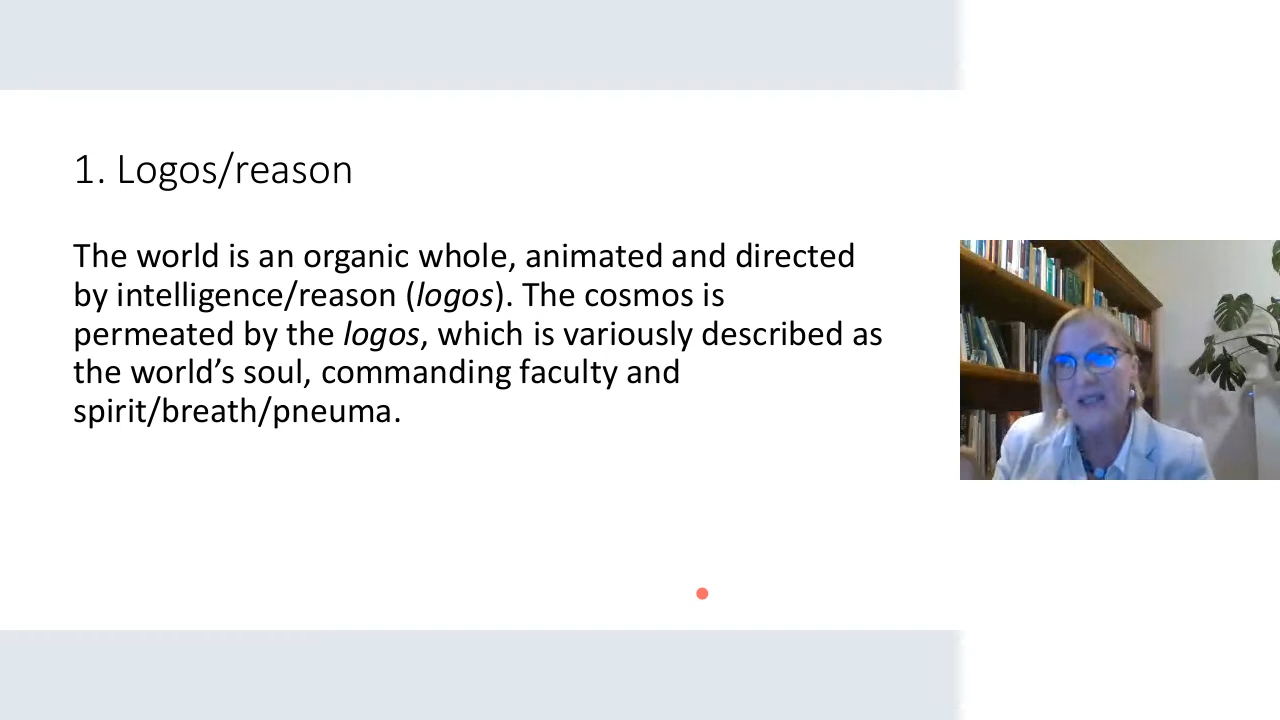 1. Logos/reason
The world is an organic whole, animated and directed
by intelligence/reason (logos). The cosmos is
permeated by the logos, which is variously described as
the world’s soul, commanding faculty and
spirit/breath/pneuma.